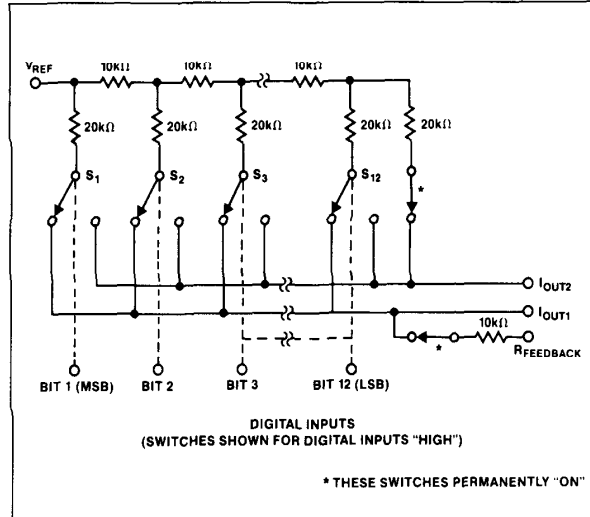 VREF
10kΩ 10kΩ 10kΩ
20kΩ 20kΩ 20kΩ 20kΩ 20kΩ
S1 S2 S3 S12
*
IOUT2
IOUT1
10kΩ
*
RFEEDBACK
BIT 1 (MSB) BIT 2 BIT 3 BIT 12 (LSB)
DIGITAL INPUTS
(SWITCHES SHOWN FOR DIGITAL INPUTS "HIGH")
* THESE SWITCHES PERMANENTLY "ON"